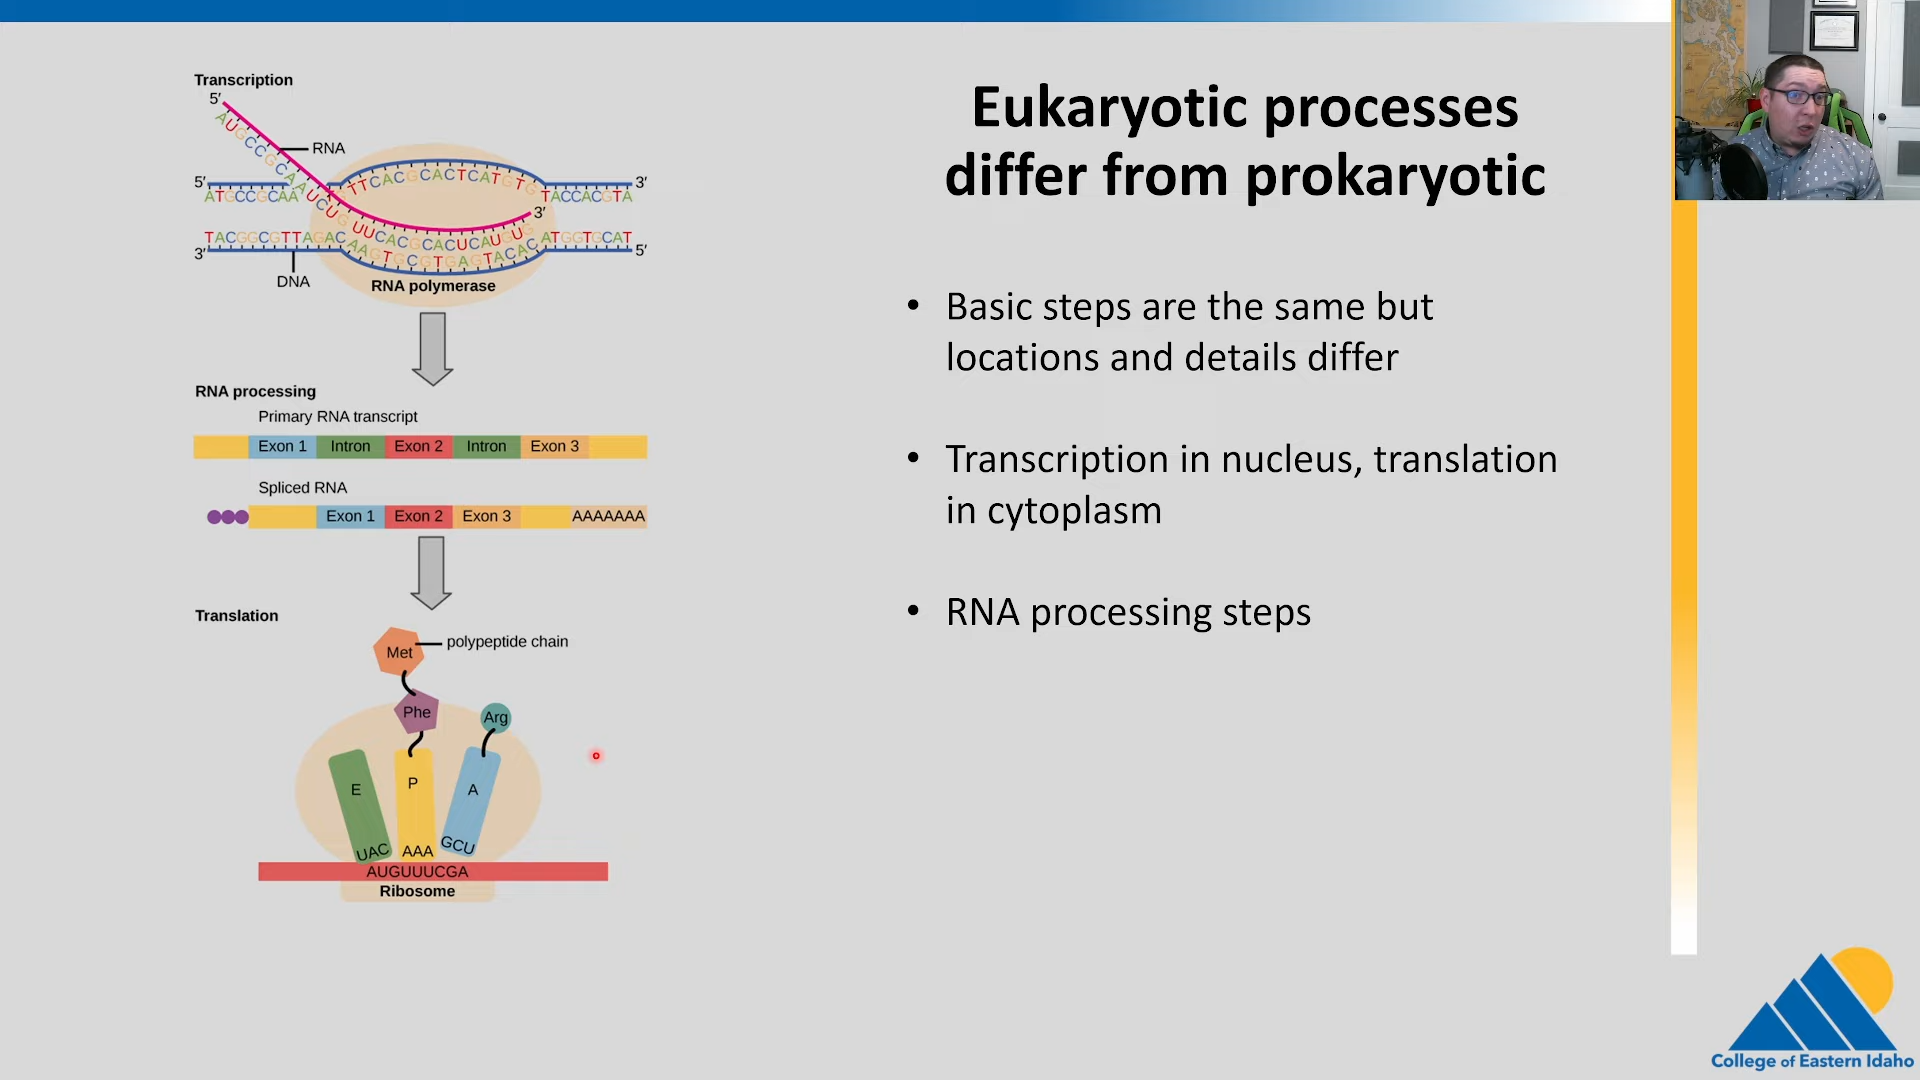 Transcription
5′
AUGCCGCAAUCUGUUCACGCACUCAUGUG
RNA
5′
ATGCCGCAA
TTCACGCACTCATGTG
TACCACGTA
3′
3′
TACGGCGTTAGAC
AAGTGCGTGAGTACAC
ATGGTGCAT
5′
3′
DNA
RNA polymerase
RNA processing
Primary RNA transcript
Exon 1 Intron Exon 2 Intron Exon 3
Spliced RNA
Exon 1 Exon 2 Exon 3 AAAAAAA
Translation
Met
polypeptide chain
Phe
Arg
E P A
UAC AAA GCU
AUGUUUCGA
Ribosome
Eukaryotic processes
differ from prokaryotic
• Basic steps are the same but
locations and details differ
• Transcription in nucleus, translation
in cytoplasm
• RNA processing steps
College of Eastern Idaho